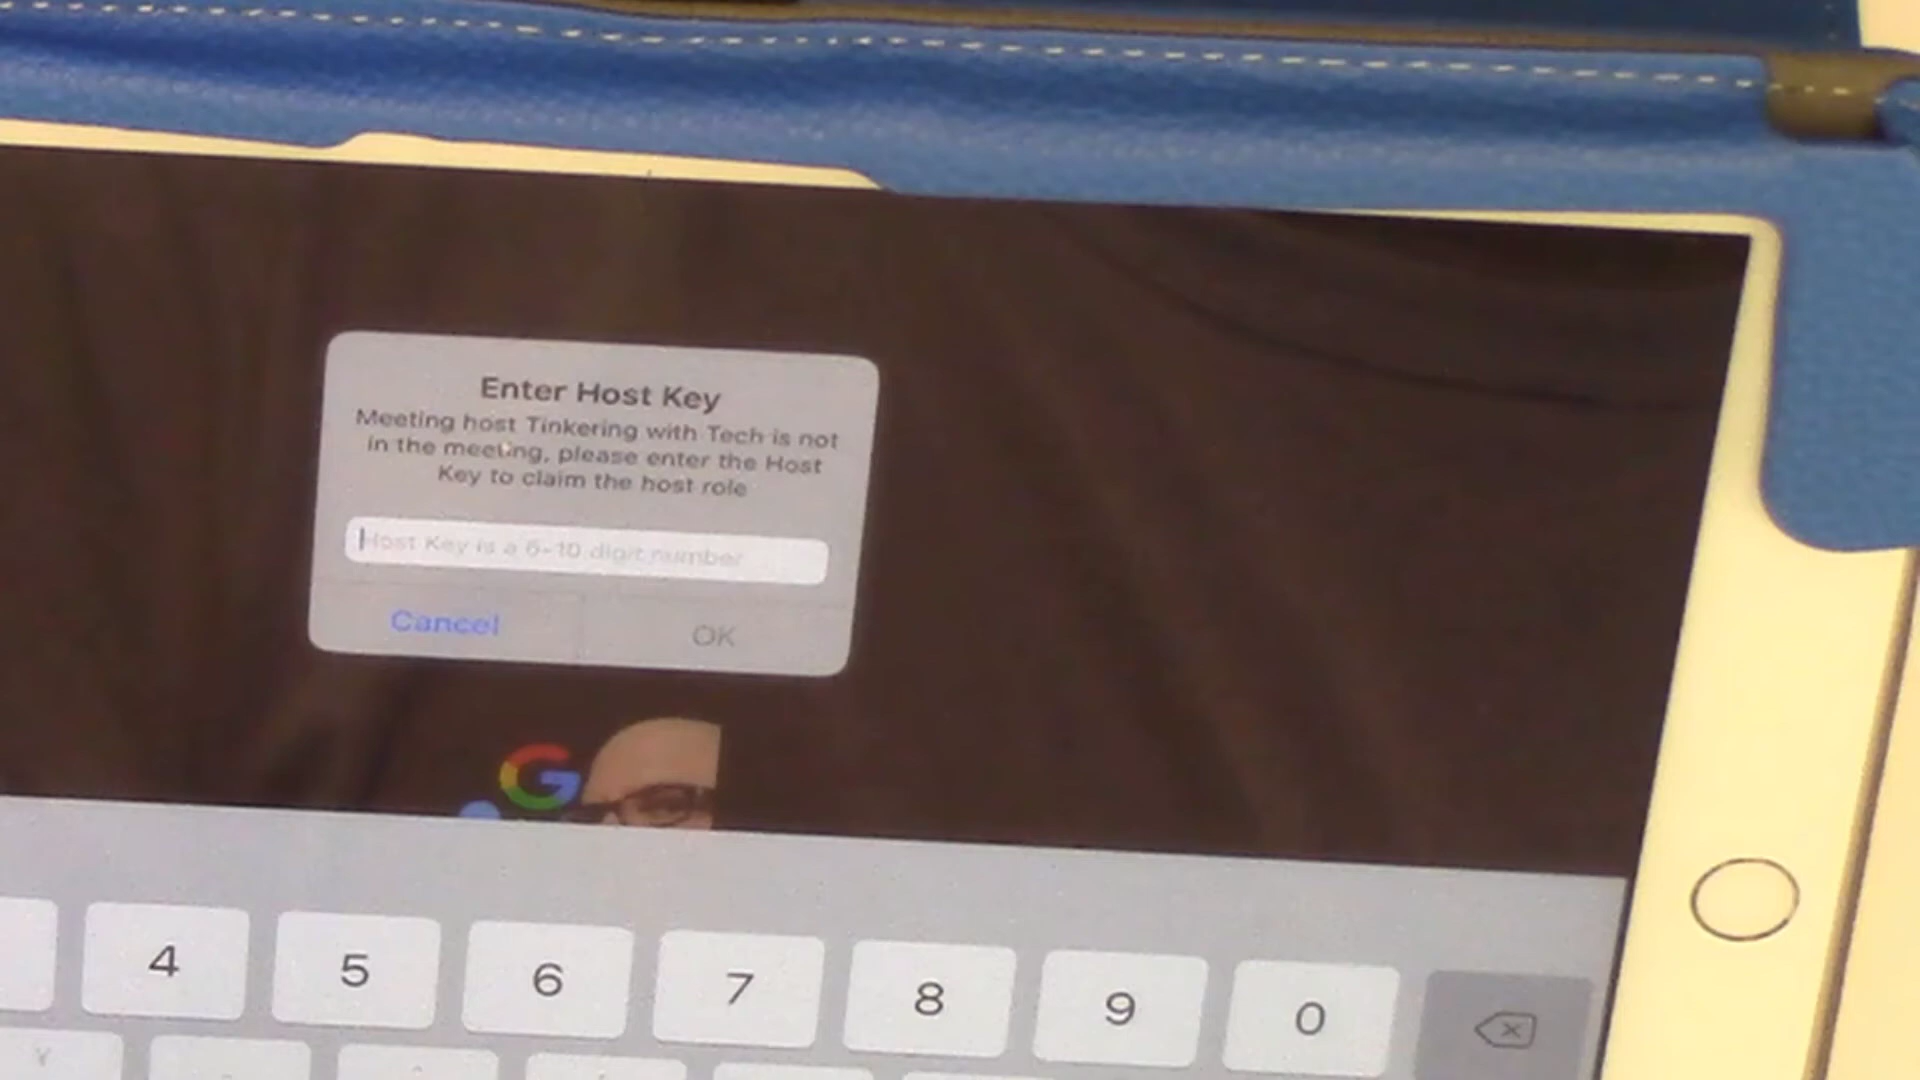 Enter Host Key
Meeting host Tinkering with Tech is not
in the meeting, please enter the Host
Key to claim the host role
Host Key is a 6-10 digit number
Cancel OK
G
4 5 6 7 8 9 0